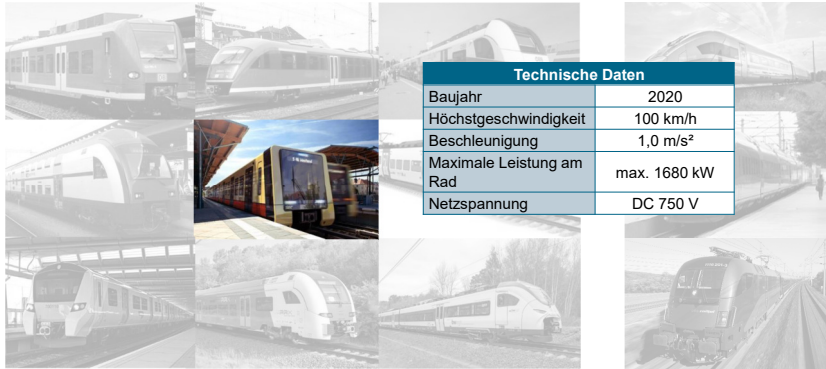 Technische Daten
Baujahr 2020
Höchstgeschwindigkeit 100 km/h
Beschleunigung 1,0 m/s²
Maximale Leistung am
Rad max. 1680 kW
Netzspannung DC 750 V